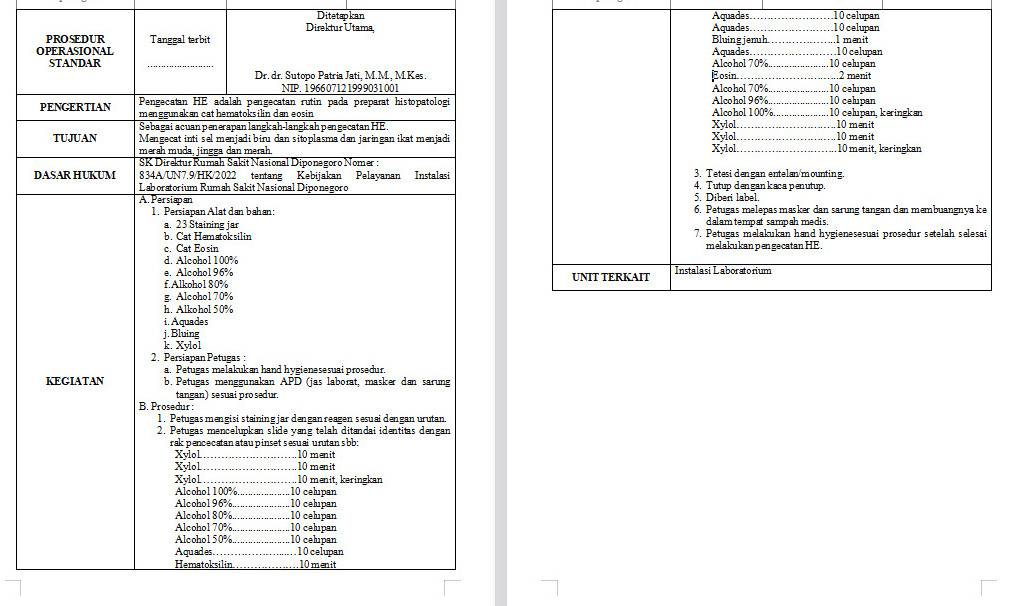 PROSEDUR
OPERASIONAL
STANDAR
Tanggal terbit
........................
Ditetapkan
Direktur Utama,
Dr. dr. Sutopo Patria Jati, M.M., M.Kes.
NIP. 196607121999031001
PENGERTIAN
Pengecatan HE adalah pengecatan rutin pada preparat histopatologi
menggunakan cat hematoksilin dan eosin
TUJUAN
Sebagai acuan penerapan langkah-langkah pengecatan HE.
Mengecat inti sel menjadi biru dan sitoplasma dan jaringan ikat menjadi
merah muda, jingga dan merah.
DASAR HUKUM
SK Direktur Rumah Sakit Nasional Diponegoro Nomer :
834A/UN7.9/HK/2022 tentang Kebijakan Pelayanan Instalasi
Laboratorium Rumah Sakit Nasional Diponegoro
KEGIATAN
A. Persiapan
1. Persiapan Alat dan bahan:
a. 23 Staining jar
b. Cat Hematoksilin
c. Cat Eosin
d. Alcohol 100%
e. Alcohol 96%
f. Alkohol 80%
g. Alcohol 70%
h. Alkohol 50%
i. Aquades
j. Bluing
k. Xylol
2. Persiapan Petugas :
a. Petugas melakukan hand hygienesesuai prosedur.
b. Petugas menggunakan APD (jas laborat, masker dan sarung
tangan) sesuai prosedur.
B. Prosedur :
1. Petugas mengisi staining jar dengan reagen sesuai dengan urutan.
2. Petugas mencelupkan slide yang telah ditandai identitas dengan
rak pencecatan atau pinset sesuai urutan sbb:
Xylol..............................10 menit
Xylol..............................10 menit
Xylol..............................10 menit, keringkan
Alcohol 100%...................10 celupan
Alcohol 96%.....................10 celupan
Alcohol 80%.....................10 celupan
Alcohol 70%.....................10 celupan
Alcohol 50%.....................10 celupan
Aquades...........................10 celupan
Hematoksilin.....................10 menit
Aquades...........................10 celupan
Aquades...........................10 celupan
Bluing jenuh......................1 menit
Aquades...........................10 celupan
Alcohol 70%.....................10 celupan
Eosin................................2 menit
Alcohol 70%.....................10 celupan
Alcohol 96%.....................10 celupan
Alcohol 100%...................10 celupan, keringkan
Xylol...............................10 menit
Xylol...............................10 menit
Xylol...............................10 menit, keringkan
3. Tetesi dengan entelan/mounting.
4. Tutup dengan kaca penutup.
5. Diberi label.
6. Petugas melepas masker dan sarung tangan dan membuangnya ke
dalam tempat sampah medis.
7. Petugas melakukan hand hygienesesuai prosedur setelah selesai
melakukan pengecatan HE.
UNIT TERKAIT
Instalasi Laboratorium